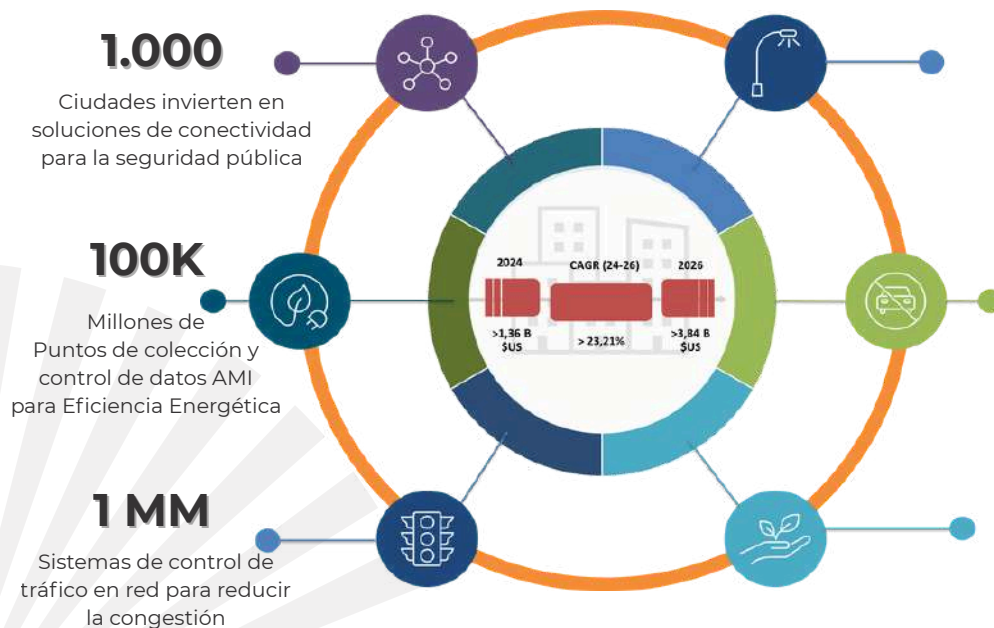 1.000
Ciudades invierten en
soluciones de conectividad
para la seguridad pública
100K
Millones de
Puntos de colección y
control de datos AMI
para Eficiencia Energética
1 MM
Sistemas de control de
tráfico en red para reducir
la congestión
2024
CAGR (24-26)
2026
>1,36 B
$US
> 23,21%
>3,84 B
$US